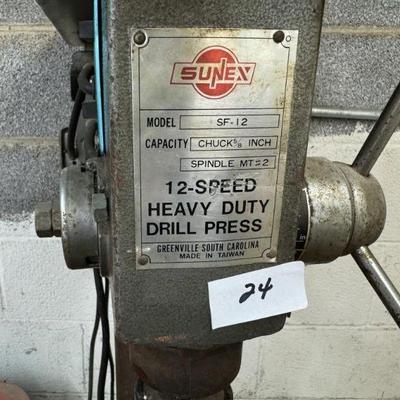 SUNEX
MODEL SF-12
CAPACITY CHUCK 5/8 INCH
SPINDLE MT#2
12-SPEED
HEAVY DUTY
DRILL PRESS
GREENVILLE SOUTH CAROLINA
MADE IN TAIWAN
24